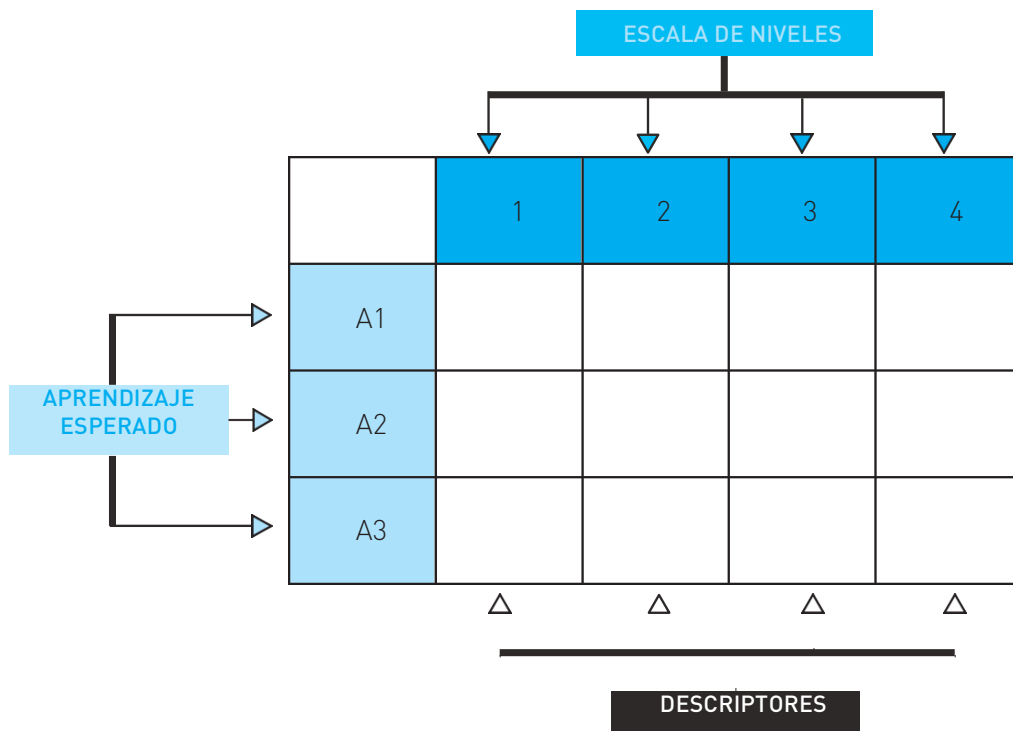 ESCALA DE NIVELES
1 2 3 4
A1
APRENDIZAJE
ESPERADO
A2
A3
DESCRIPTORES